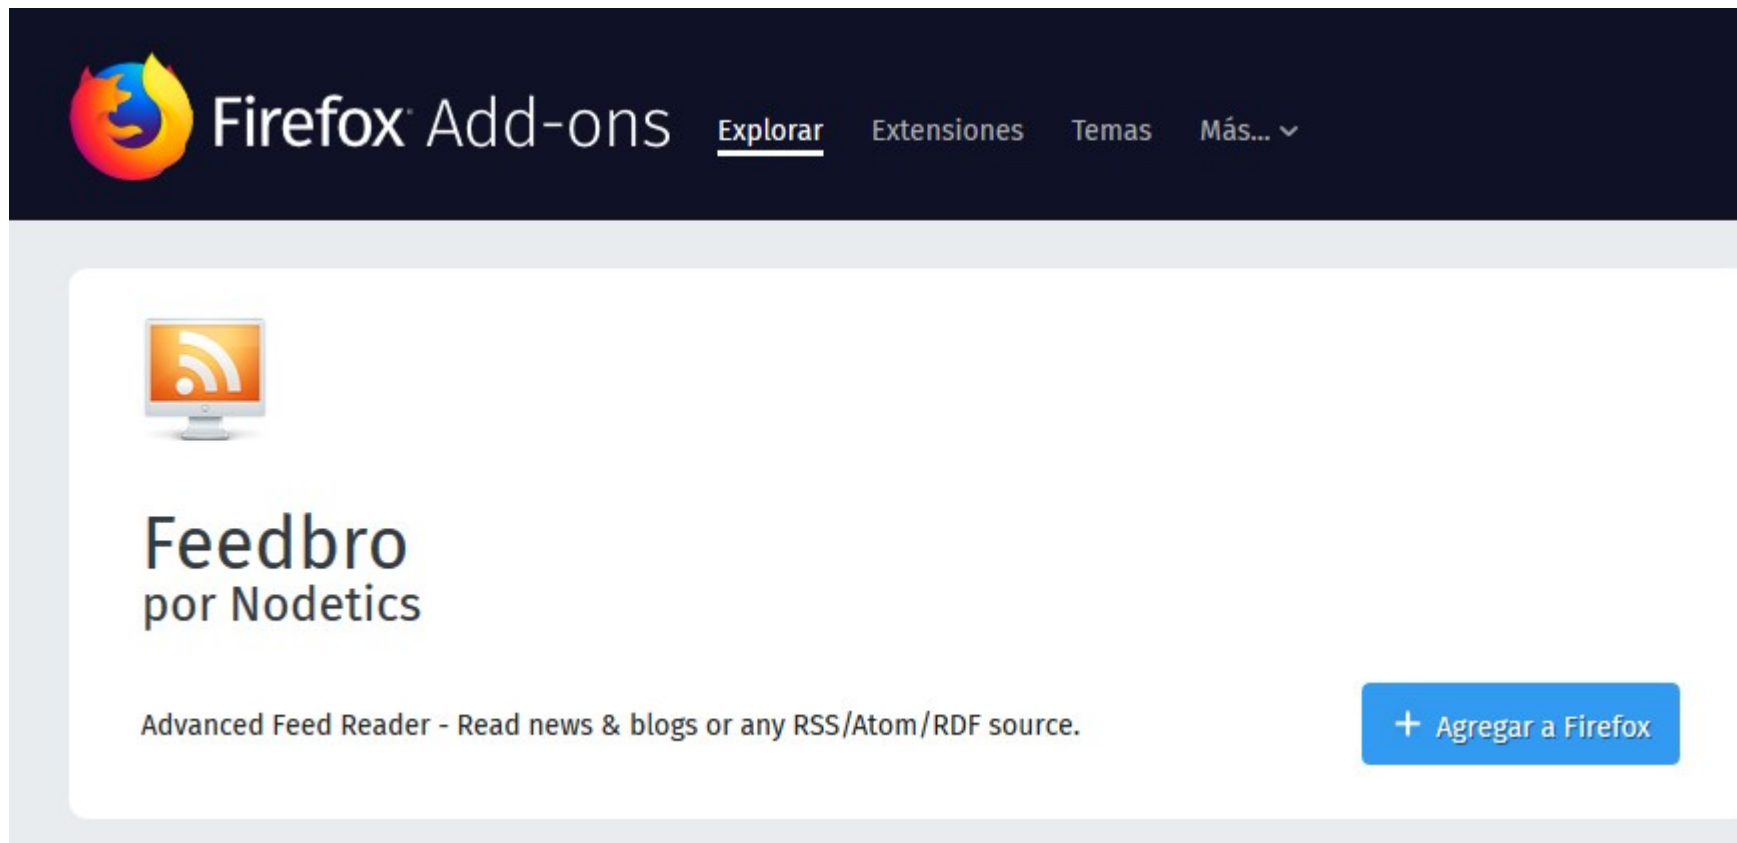 Firefox Add-ons Explorar Extensiones Temas Más...
Feedbro
por Nodetics
Advanced Feed Reader - Read news & blogs or any RSS/Atom/RDF source.
+ Agregar a Firefox